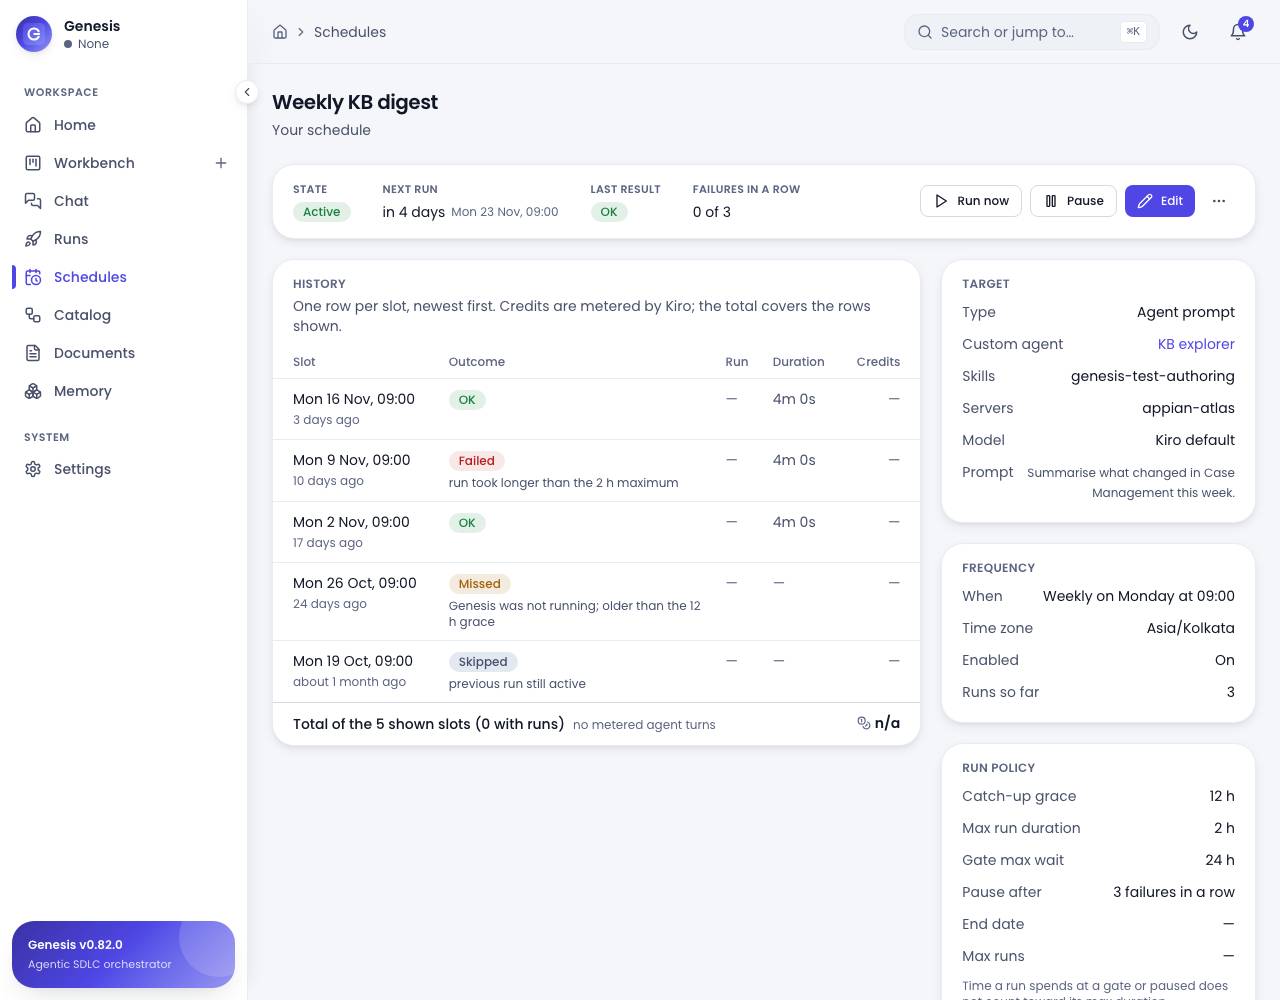 Genesis
None
WORKSPACE
Home
Workbench
Chat
Runs
Schedules
Catalog
Documents
Memory
SYSTEM
Settings
Genesis v0.82.0
Agentic SDLC orchestrator
Schedules
Search or jump to...
⌘K
4
Weekly KB digest
Your schedule
STATE
Active
NEXT RUN
in 4 days Mon 23 Nov, 09:00
LAST RESULT
OK
FAILURES IN A ROW
0 of 3
Run now
Pause
Edit
HISTORY
One row per slot, newest first. Credits are metered by Kiro; the total covers the rows
shown.
Slot Outcome Run Duration Credits
Mon 16 Nov, 09:00 OK — 4m 0s —
3 days ago
Mon 9 Nov, 09:00 Failed — 4m 0s —
10 days ago run took longer than the 2 h maximum
Mon 2 Nov, 09:00 OK — 4m 0s —
17 days ago
Mon 26 Oct, 09:00 Missed — — —
24 days ago Genesis was not running; older than the 12
h grace
Mon 19 Oct, 09:00 Skipped — — —
about 1 month ago previous run still active
Total of the 5 shown slots (0 with runs) no metered agent turns n/a
TARGET
Type Agent prompt
Custom agent KB explorer
Skills genesis-test-authoring
Servers appian-atlas
Model Kiro default
Prompt Summarise what changed in Case
Management this week.
FREQUENCY
When Weekly on Monday at 09:00
Time zone Asia/Kolkata
Enabled On
Runs so far 3
RUN POLICY
Catch-up grace 12 h
Max run duration 2 h
Gate max wait 24 h
Pause after 3 failures in a row
End date —
Max runs —
Time a run spends at a gate or paused does
not count toward its max duration